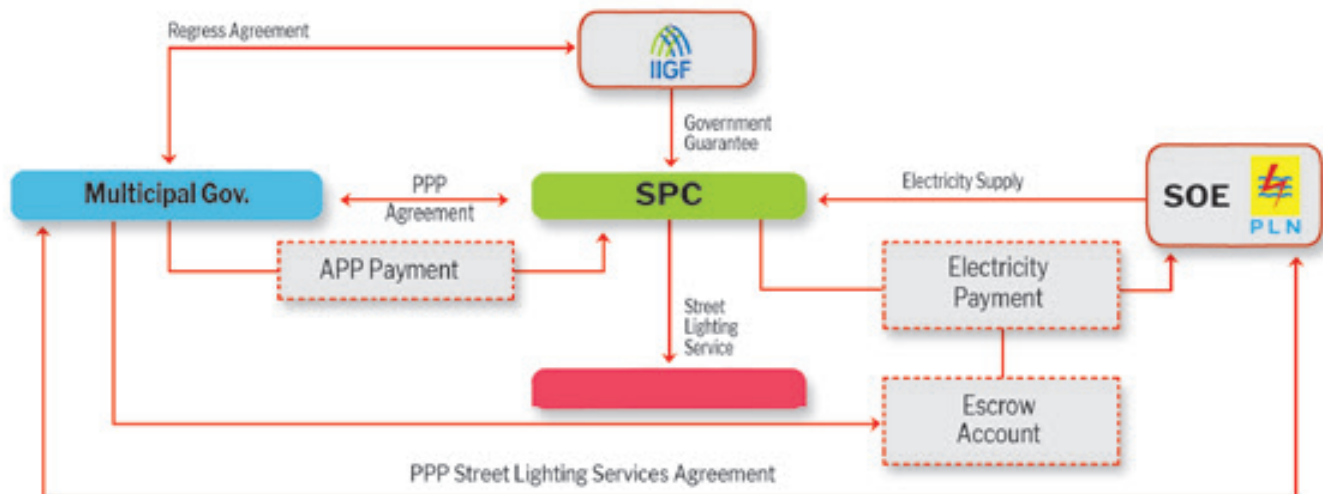 Regress Agreement
IIGF
Government
Guarantee
Multicipal Gov.
PPP
Agreement
SPC
Electricity Supply
SOE
PLN
APP Payment
Electricity
Payment
Street
Lighting
Service
Escrow
Account
PPP Street Lighting Services Agreement